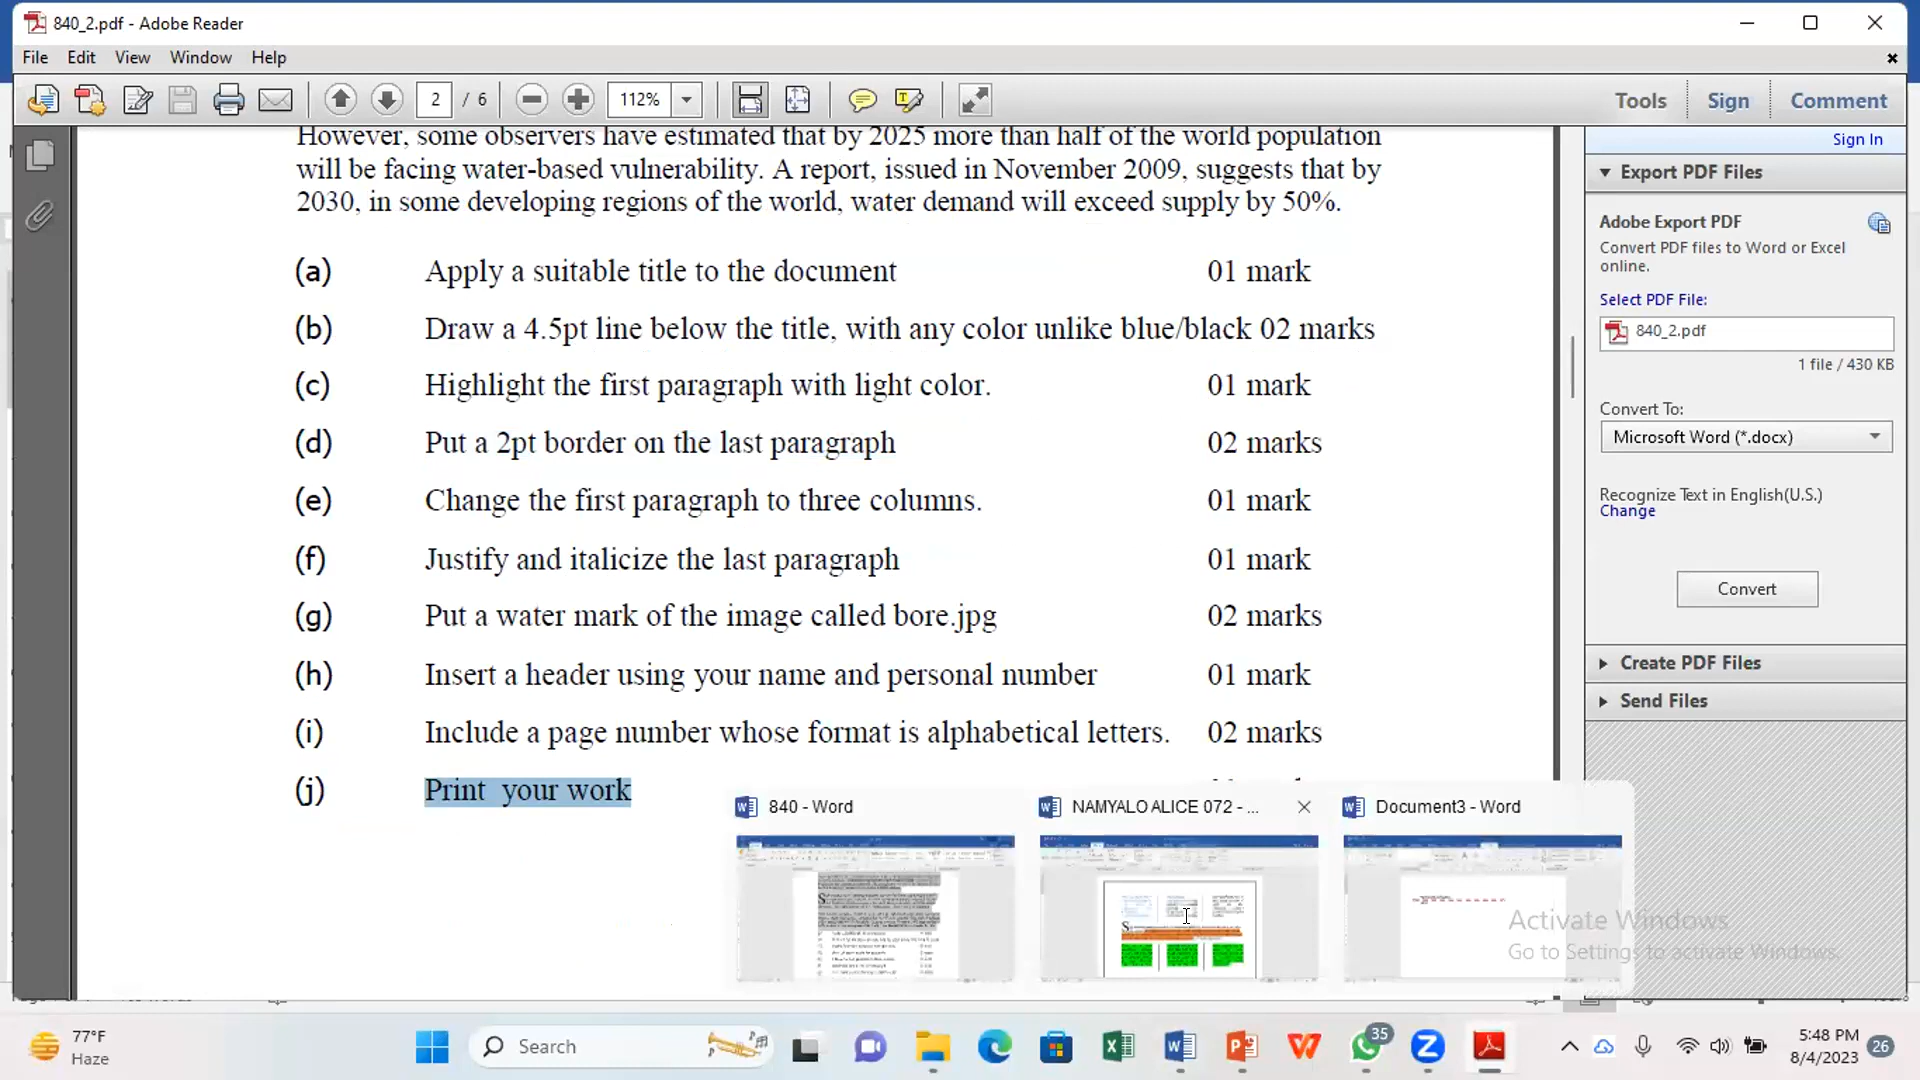 840_2.pdf - Adobe Reader
File Edit View Window Help
2 / 6 112% Tools Sign Comment
However, some observers have estimated that by 2025 more than half of the world population
will be facing water-based vulnerability. A report, issued in November 2009, suggests that by
2030, in some developing regions of the world, water demand will exceed supply by 50%.
(a) Apply a suitable title to the document 01 mark
(b) Draw a 4.5pt line below the title, with any color unlike blue/black 02 marks
(c) Highlight the first paragraph with light color. 01 mark
(d) Put a 2pt border on the last paragraph 02 marks
(e) Change the first paragraph to three columns. 01 mark
(f) Justify and italicize the last paragraph 01 mark
(g) Put a water mark of the image called bore.jpg 02 marks
(h) Insert a header using your name and personal number 01 mark
(i) Include a page number whose format is alphabetical letters. 02 marks
(j) Print your work
Sign In
Export PDF Files
Adobe Export PDF
Convert PDF files to Word or Excel
online.
Select PDF File:
840_2.pdf
1 file / 430 KB
Convert To:
Microsoft Word (*.docx)
Recognize Text in English(U.S.)
Change
Convert
Create PDF Files
Send Files
840 - Word
NAMYALO ALICE 072 - ...
Document3 - Word
Activate Windows
Go to Settings to activate Windows.
77°F
Haze
Search
35
5:48 PM
8/4/2023
26